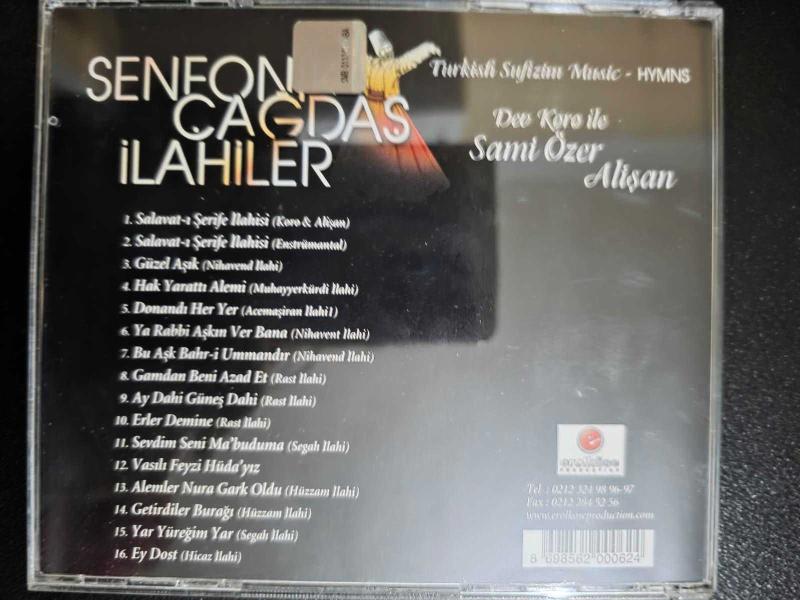 SENFONİ
ÇAĞDAŞ
İLAHİLER
Turkish Sufizim Music - HYMNS
Dev Koro ile
Sami Özer
Alişan
1. Salavat-ı Şerife İlahisi (Koro & Alişan)
2. Salavat-ı Şerife İlahisi (Enstrümantal)
3. Güzel Aşık (Nihavend İlahi)
4. Hak Yarattı Alemi (Muhayyerkürdi İlahi)
5. Donandı Her Yer (Acemaşiran İlahi1)
6. Ya Rabbi Aşkın Ver Bana (Nihavent İlahi)
7. Bu Aşk Bahr-i Ummandır (Nihavend İlahi)
8. Gamdan Beni Azad Et (Rast İlahi)
9. Ay Dahi Güneş Dahi (Rast İlahi)
10. Erler Demine (Rast İlahi)
11. Sevdim Seni Ma'buduma (Segah İlahi)
12. Vasılı Feyzi Hüda'yız
13. Alemler Nura Gark Oldu (Hüzzam İlahi)
14. Getirdiler Burağı (Hüzzam İlahi)
15. Yar Yüreğim Yar (Segah İlahi)
16. Ey Dost (Hicaz İlahi)
erolköse
PRODUCTION
Tel : 0212 324 98 96-97
Fax : 0212 284 52 56
www.erolkoseproduction.com
8 698562 000624